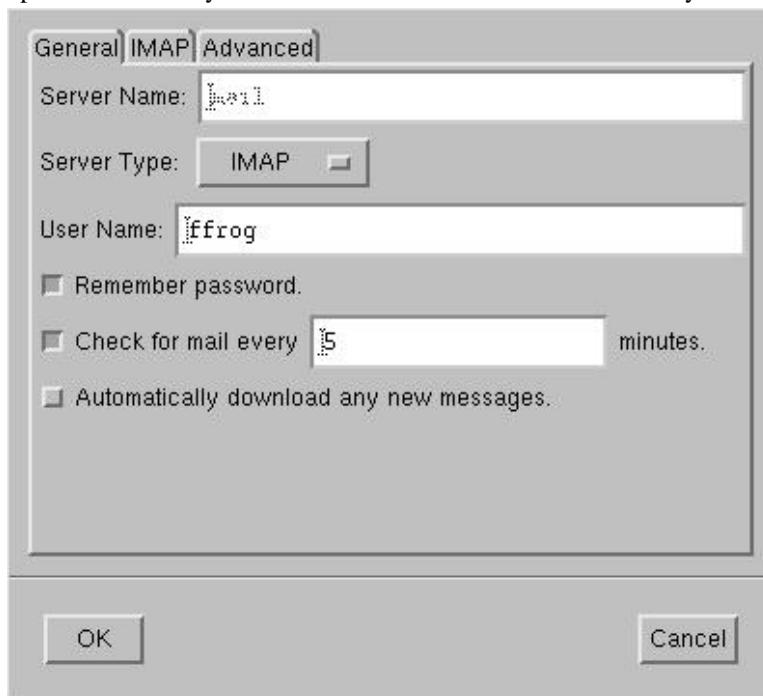 General IMAP Advanced
Server Name: mail
Server Type: IMAP
User Name: ffrog
Remember password.
Check for mail every 5 minutes.
Automatically download any new messages.
OK Cancel